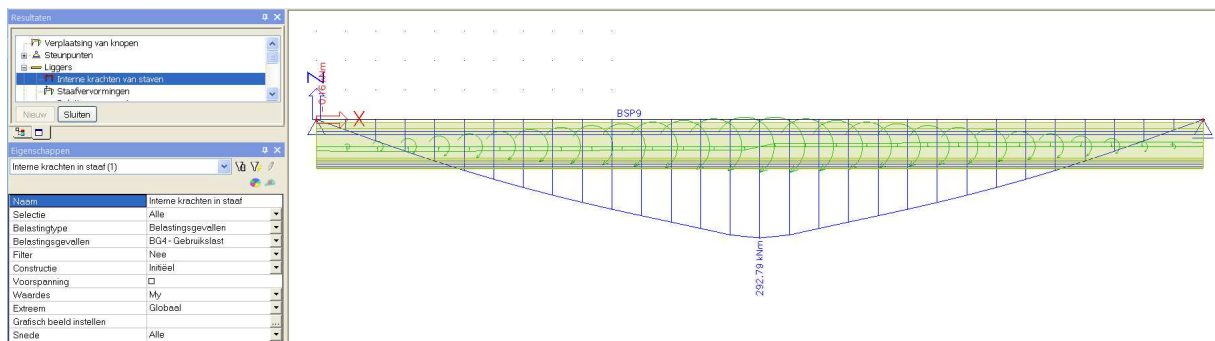 Resultaten
Verplaatsing van knopen
Steunpunten
Liggers
Interne krachten van staven
Staafvervormingen
Nieuw Sluiten
Eigenschappen
Interne krachten in staaf (1)
Naam Interne krachten in staaf
Selectie Alle
Belastingtype Belastingsgevallen
Belastingsgevallen BG4 - Gebruikslast
Filter Nee
Constructie Initiëel
Voorspanning
Waardes My
Extreem Globaal
Grafisch beeld instellen ...
Snede Alle
Z
X
BSP9
292.79 kNm